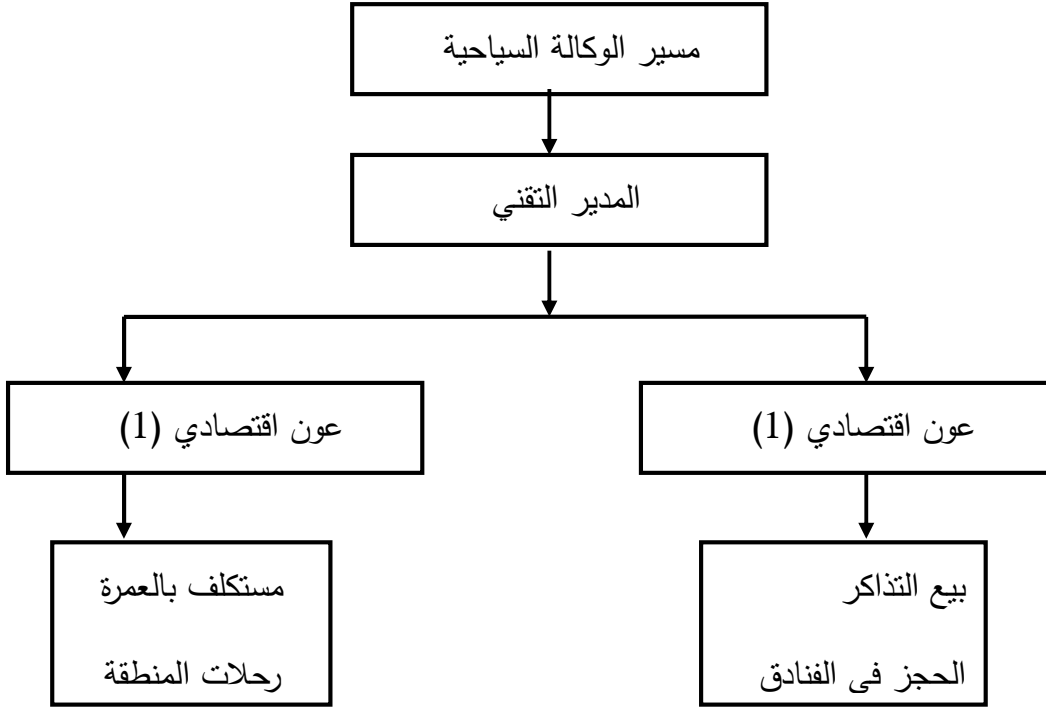 مسير الوكالة السياحية
المدير التقني
عون اقتصادي (1)
عون اقتصادي (1)
بيع التذاكر
الحجز في الفنادق
مستكلف بالعمرة
رحلات المنطقة